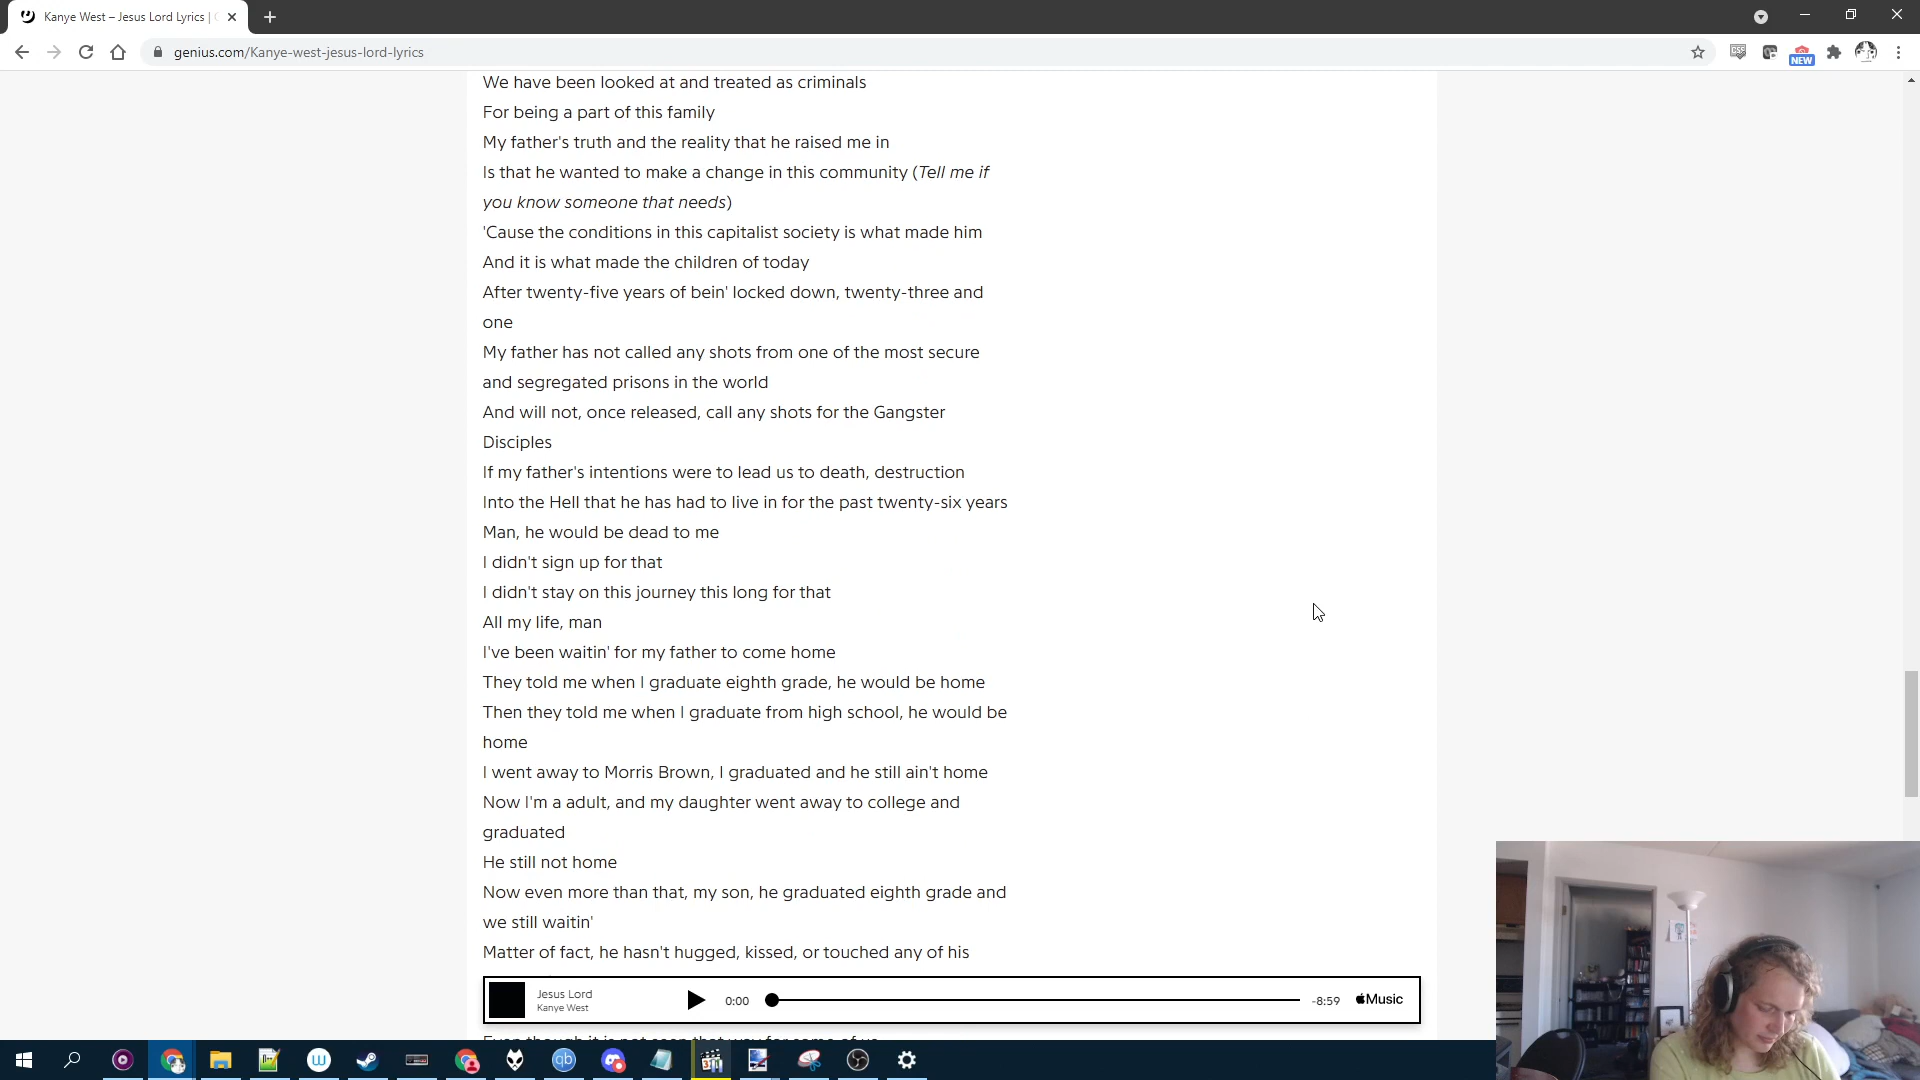 Kanye West – Jesus Lord Lyrics |
genius.com/Kanye-west-jesus-lord-lyrics
NEW
We have been looked at and treated as criminals
For being a part of this family
My father's truth and the reality that he raised me in
Is that he wanted to make a change in this community (Tell me if
you know someone that needs)
'Cause the conditions in this capitalist society is what made him
And it is what made the children of today
After twenty-five years of bein' locked down, twenty-three and
one
My father has not called any shots from one of the most secure
and segregated prisons in the world
And will not, once released, call any shots for the Gangster
Disciples
If my father's intentions were to lead us to death, destruction
Into the Hell that he has had to live in for the past twenty-six years
Man, he would be dead to me
I didn't sign up for that
I didn't stay on this journey this long for that
All my life, man
I've been waitin' for my father to come home
They told me when I graduate eighth grade, he would be home
Then they told me when I graduate from high school, he would be
home
I went away to Morris Brown, I graduated and he still ain't home
Now I'm a adult, and my daughter went away to college and
graduated
He still not home
Now even more than that, my son, he graduated eighth grade and
we still waitin'
Matter of fact, he hasn't hugged, kissed, or touched any of his
Jesus Lord
Kanye West
0:00
-8:59
Music
Even though it is not seen that way for some of us